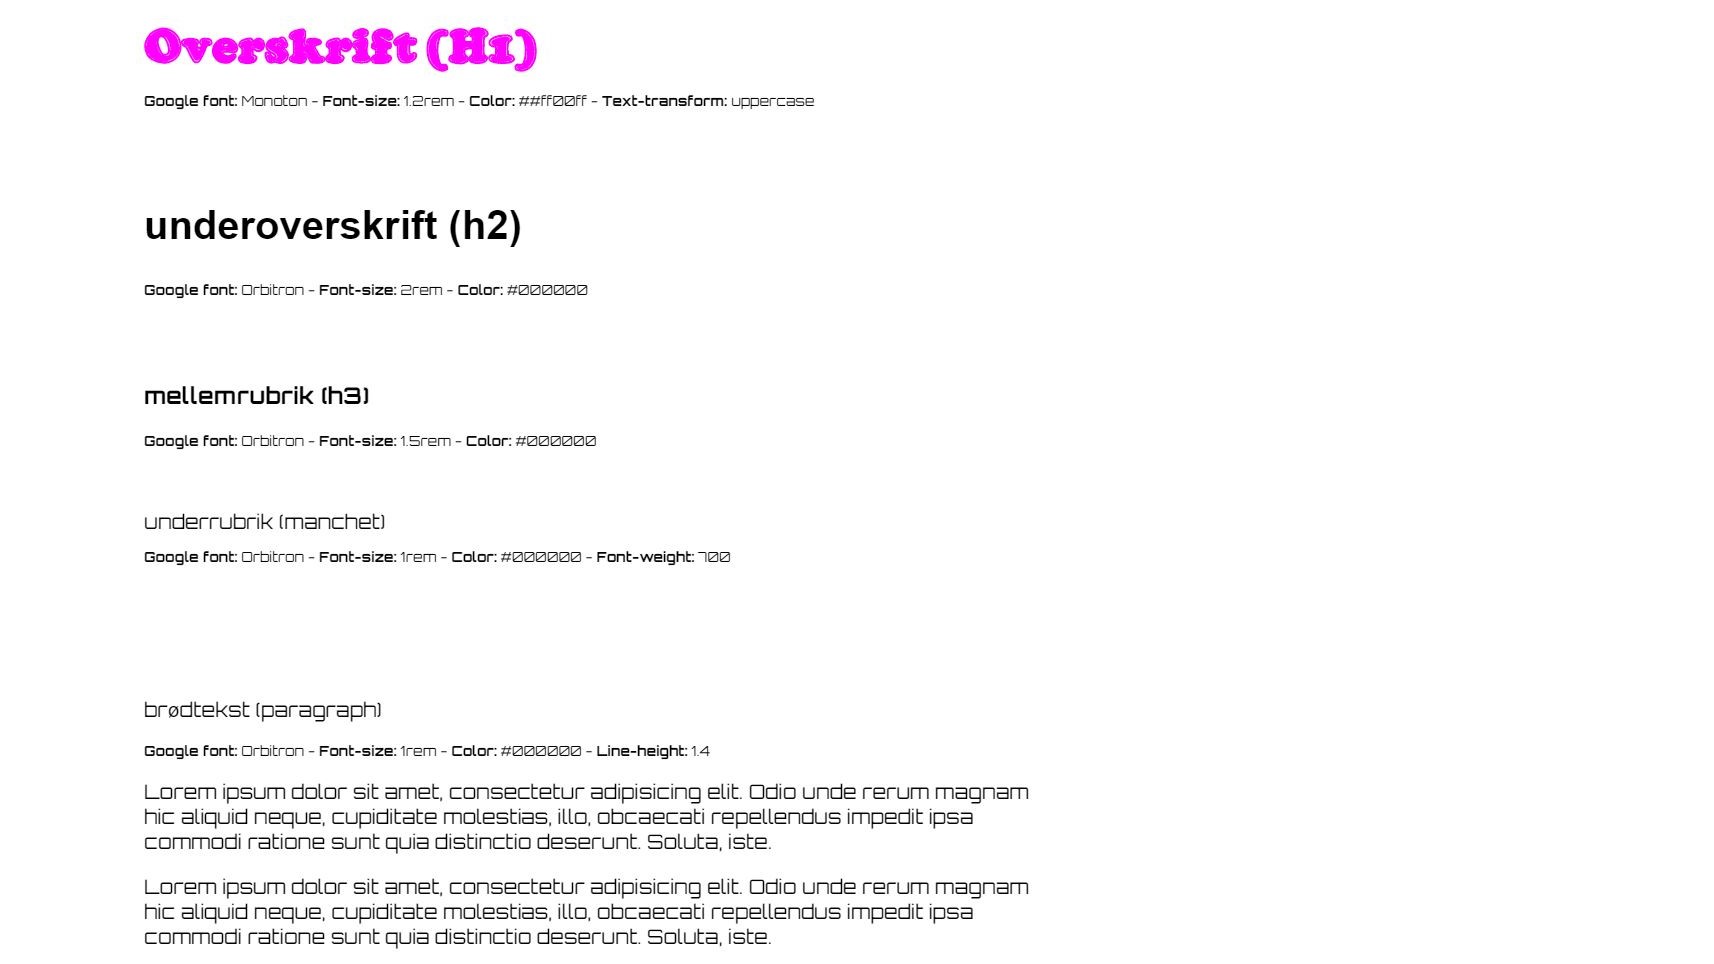 Overskrift (H1)
Google font: Monoton - Font-size: 1.2rem - Color: ##ff00ff - Text-transform: uppercase
underoverskrift (h2)
Google font: Orbitron - Font-size: 2rem - Color: #000000
mellemrubrik (h3)
Google font: Orbitron - Font-size: 1.5rem - Color: #000000
underrubrik (manchet)
Google font: Orbitron - Font-size: 1rem - Color: #000000 - Font-weight: 700
brødtekst (paragraph)
Google font: Orbitron - Font-size: 1rem - Color: #000000 - Line-height: 1.4
Lorem ipsum dolor sit amet, consectetur adipisicing elit. Odio unde rerum magnam
hic aliquid neque, cupiditate molestias, illo, obcaecati repellendus impedit ipsa
commodi ratione sunt quia distinctio deserunt. Soluta, iste.
Lorem ipsum dolor sit amet, consectetur adipisicing elit. Odio unde rerum magnam
hic aliquid neque, cupiditate molestias, illo, obcaecati repellendus impedit ipsa
commodi ratione sunt quia distinctio deserunt. Soluta, iste.